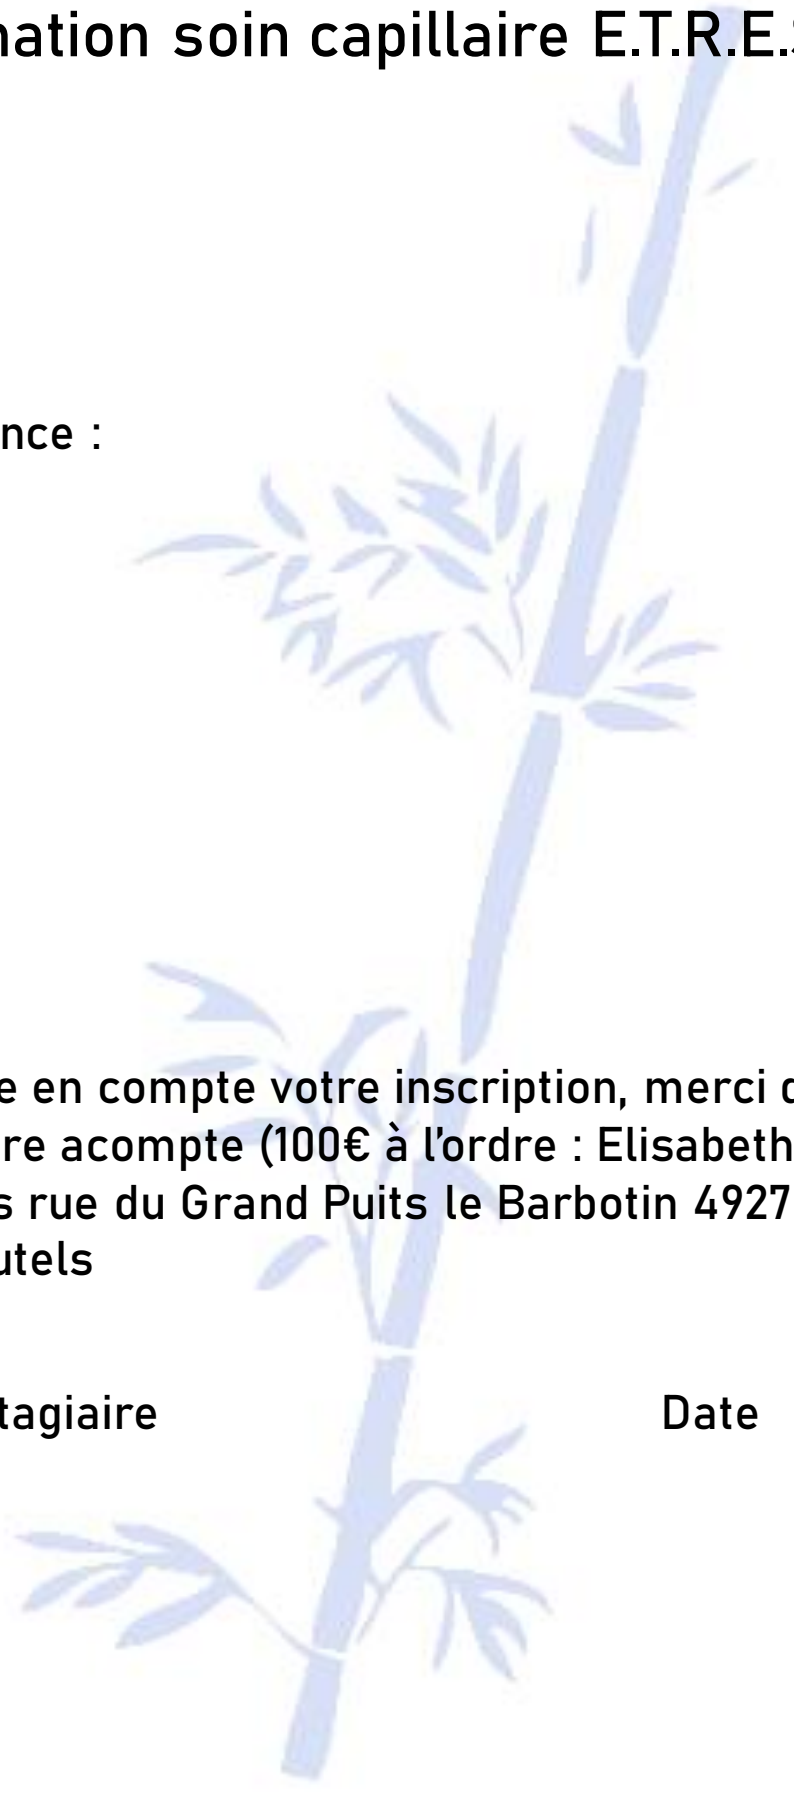 nation soin capillaire E.T.R.E.S
nce :
e en compte votre inscription, merci d
re acompte (100€ à l'ordre : Elisabeth
s rue du Grand Puits le Barbotin 4927
utels
tagiaire Date